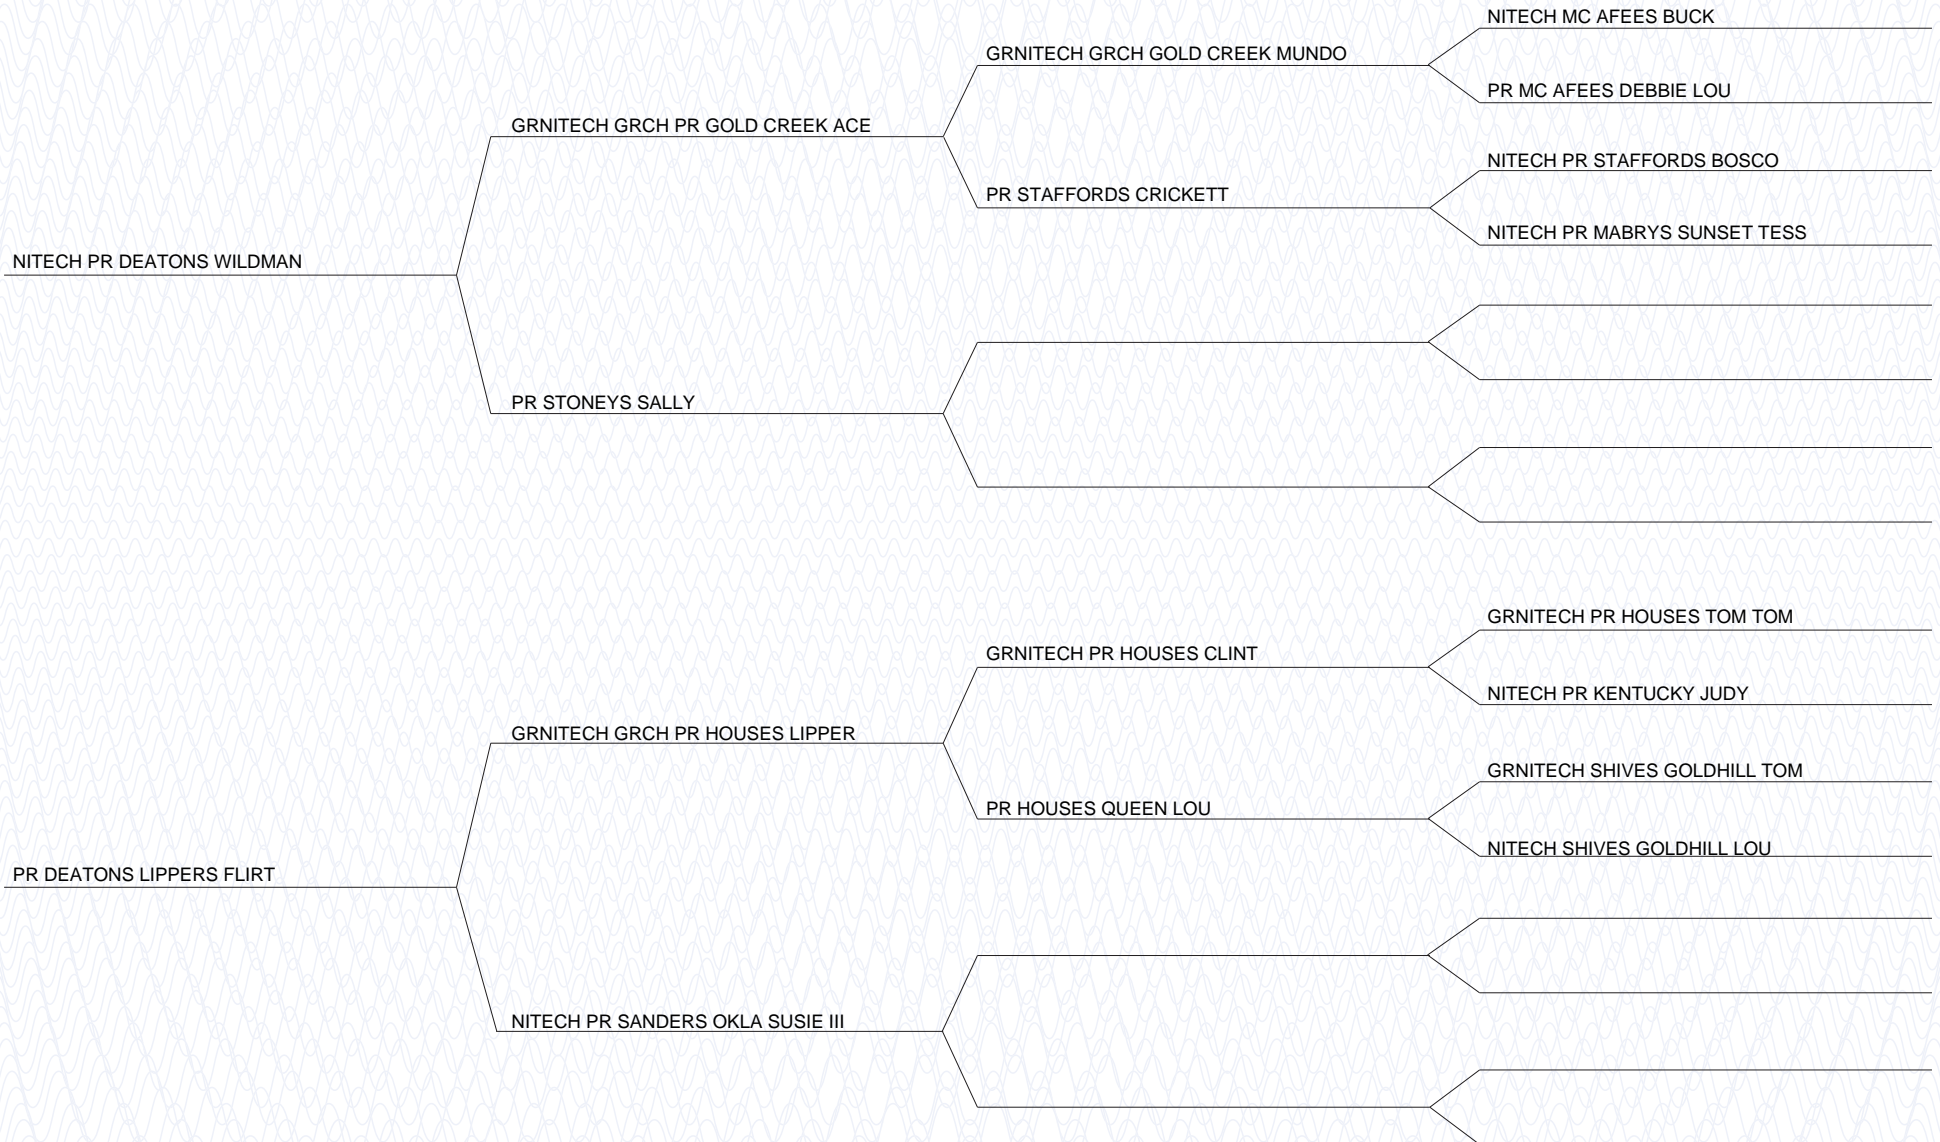 NITECH MC AFEES BUCK
GRNITECH GRCH GOLD CREEK MUNDO
PR MC AFEES DEBBIE LOU
GRNITECH GRCH PR GOLD CREEK ACE
NITECH PR STAFFORDS BOSCO
PR STAFFORDS CRICKETT
NITECH PR MABRYS SUNSET TESS
NITECH PR DEATONS WILDMAN
PR STONEYS SALLY
GRNITECH PR HOUSES TOM TOM
GRNITECH PR HOUSES CLINT
NITECH PR KENTUCKY JUDY
GRNITECH GRCH PR HOUSES LIPPER
GRNITECH SHIVES GOLDHILL TOM
PR HOUSES QUEEN LOU
NITECH SHIVES GOLDHILL LOU
PR DEATONS LIPPERS FLIRT
NITECH PR SANDERS OKLA SUSIE III